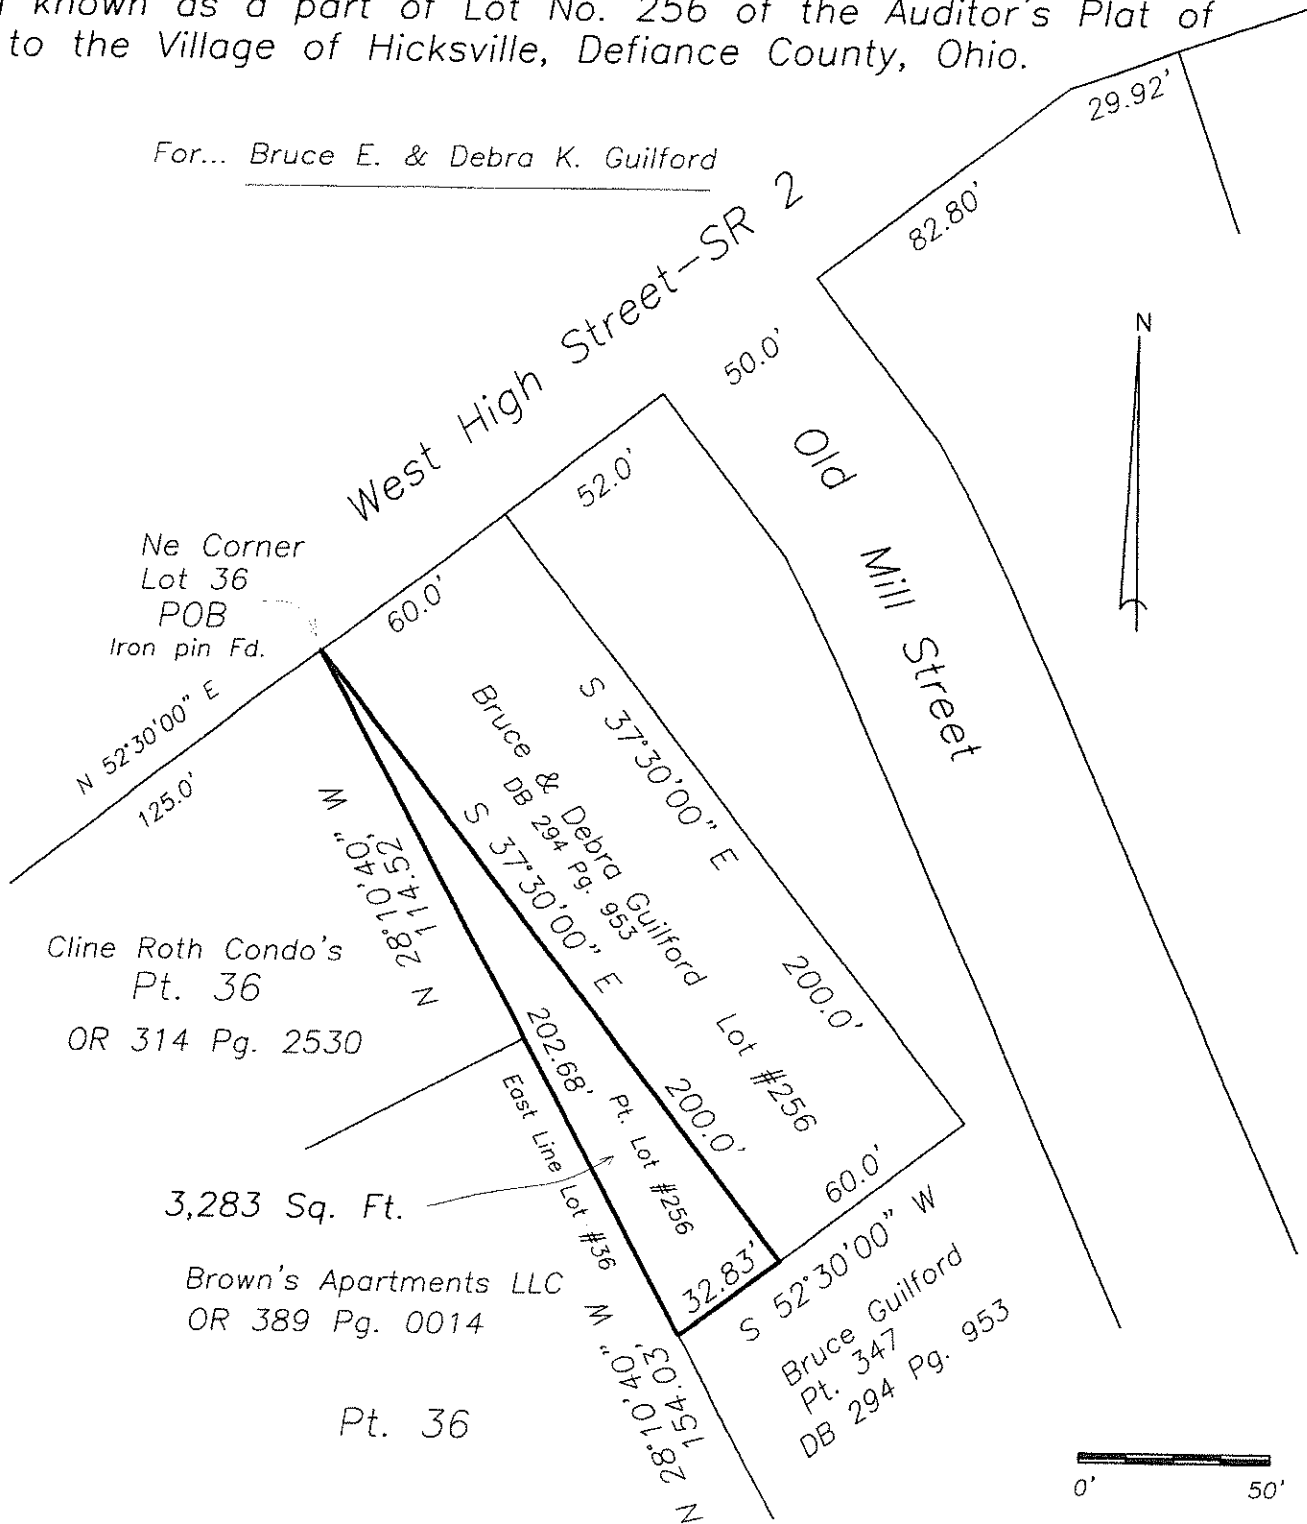 known as a part of Lot No. 256 of the Auditor's Plat of
to the Village of Hicksville, Defiance County, Ohio.
For... Bruce E. & Debra K. Guilford
29.92'
82.80'
West High Street-SR 2
50.0'
N
52.0'
Old Mill Street
Ne Corner
Lot 36
POB
Iron pin Fd.
60.0'
N 52°30'00" E
125.0'
S 37°30'00" E
200.0'
Bruce & Debra Guilford Lot #256
DB 294 Pg. 953
S 37°30'00" E
200.0'
N 28°10'40" W
114.52'
Cline Roth Condo's
Pt. 36
OR 314 Pg. 2530
202.68'
East Line Lot #36
Pt. Lot #256
3,283 Sq. Ft.
60.0'
32.83'
S 52°30'00" W
Brown's Apartments LLC
OR 389 Pg. 0014
Pt. 36
N 28°10'40" W
154.03'
Bruce Guilford
Pt. 347
DB 294 Pg. 953
0' 50'